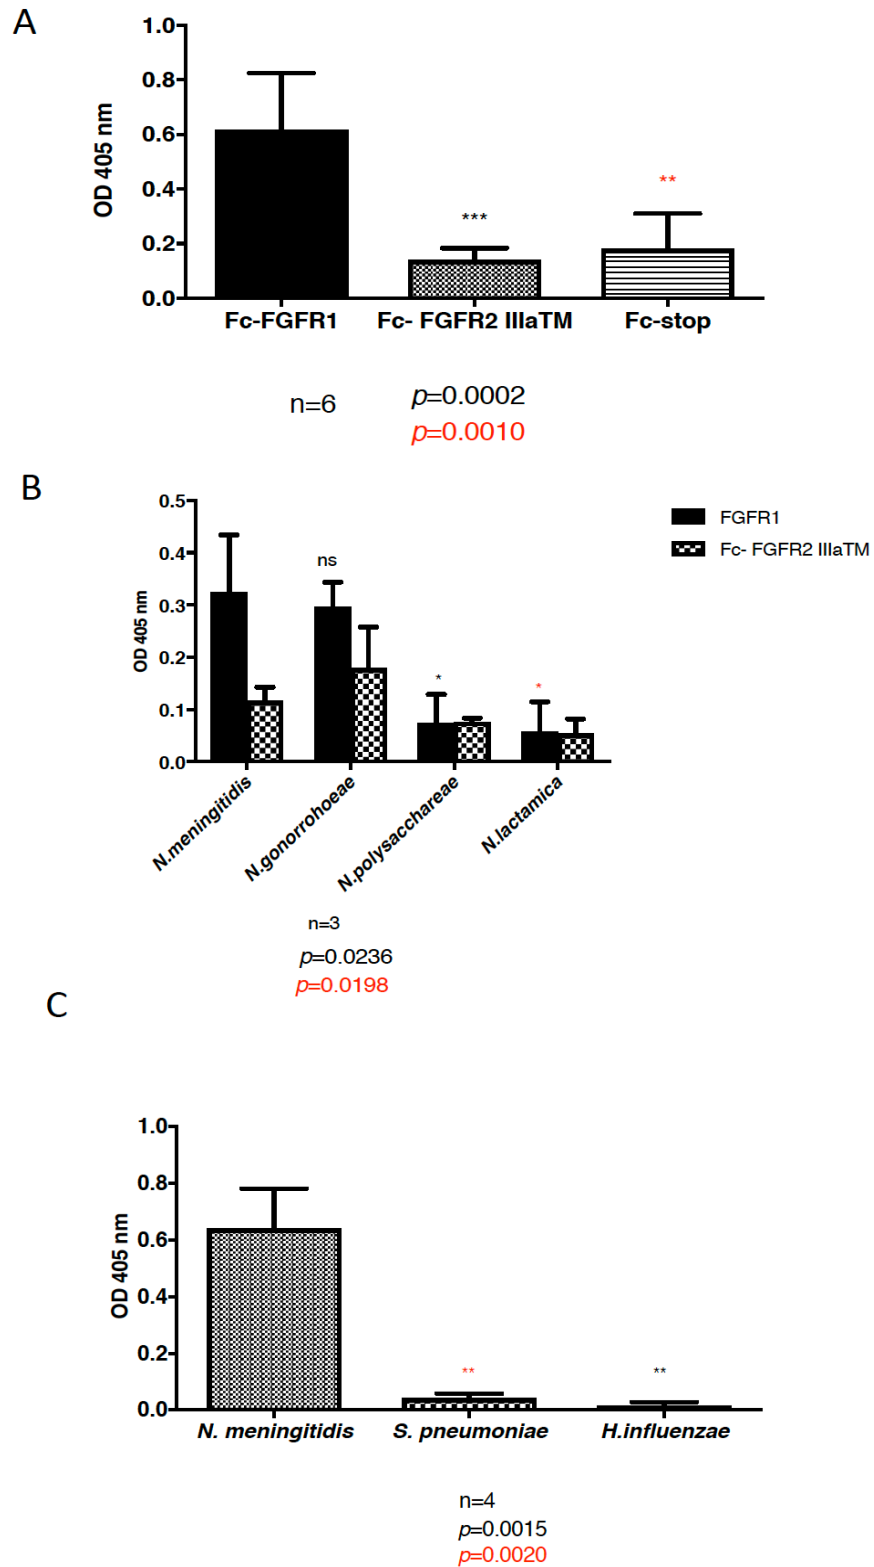 A
1.0
0.8
0.6
0.4
0.2
0.0
OD 405 nm
***
**
Fc-FGFR1 Fc- FGFR2 IIIaTM Fc-stop
n=6
p=0.0002
p=0.0010
B
0.5
0.4
0.3
0.2
0.1
0.0
OD 405 nm
ns
*
*
FGFR1
Fc- FGFR2 IIIaTM
N.meningitidis
N.gonorrohoeae
N.polysacchareae
N.lactamica
n=3
p=0.0236
p=0.0198
C
1.0
0.8
0.6
0.4
0.2
0.0
OD 405 nm
**
**
N. meningitidis S. pneumoniae H.influenzae
n=4
p=0.0015
p=0.0020